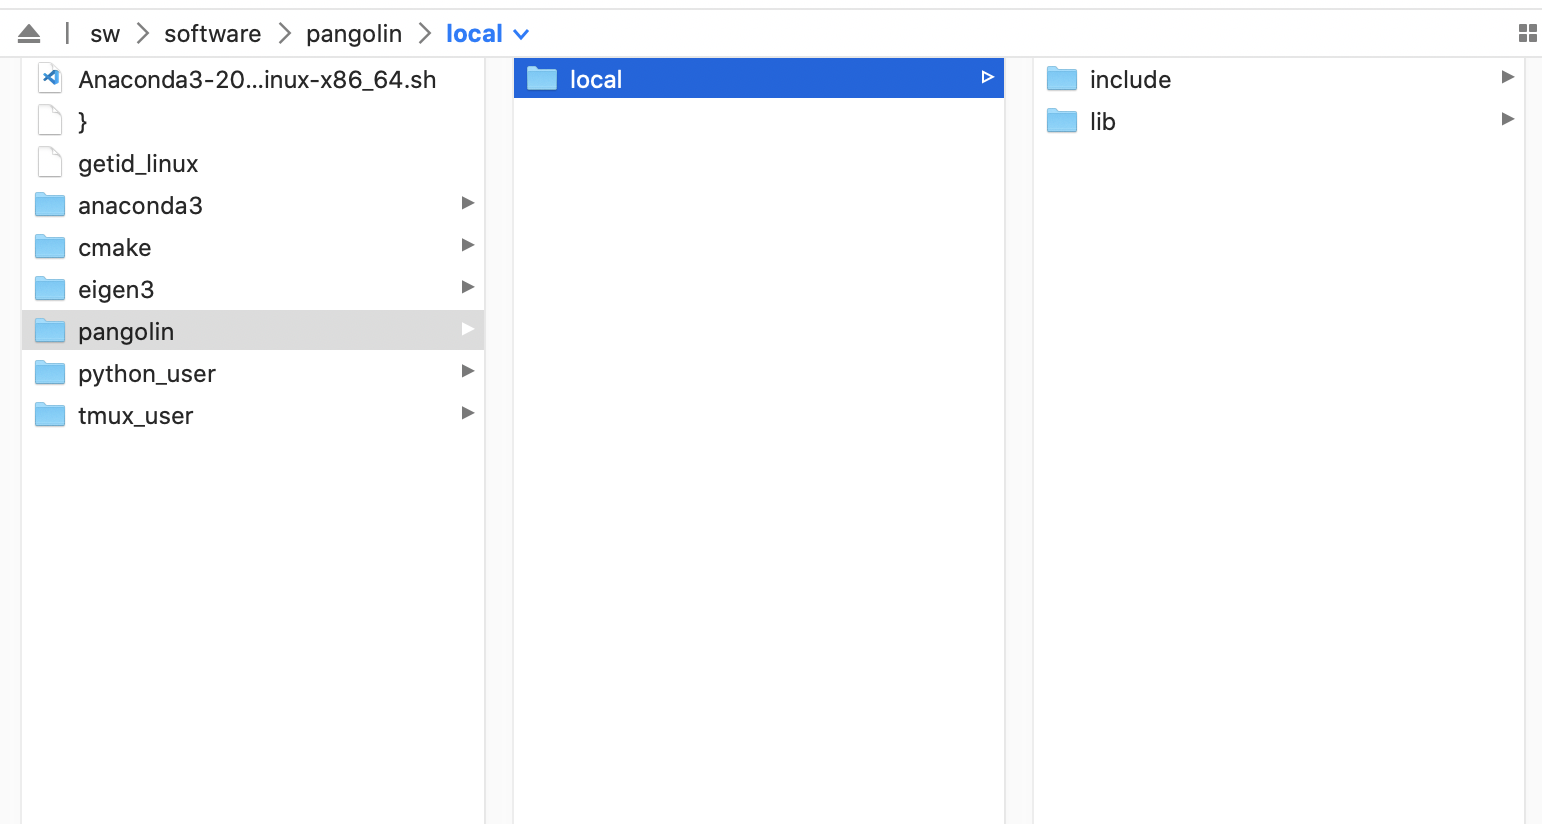 sw software pangolin local
Anaconda3-20...inux-x86_64.sh
}
getid_linux
anaconda3
cmake
eigen3
pangolin
python_user
tmux_user
local
include
lib